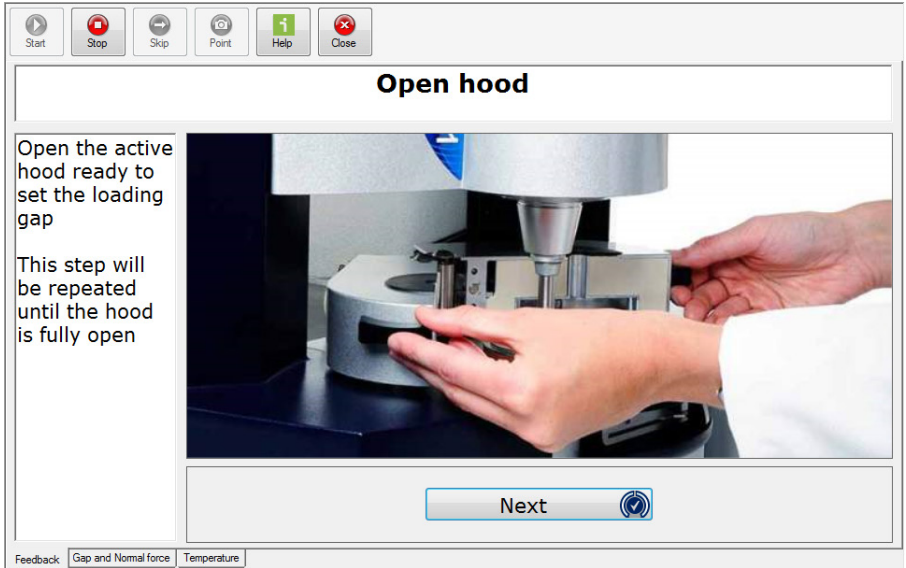 Start
Stop
Skip
Point
Help
Close
Open hood
Open the active
hood ready to
set the loading
gap
This step will
be repeated
until the hood
is fully open
Next
Feedback
Gap and Normal force
Temperature